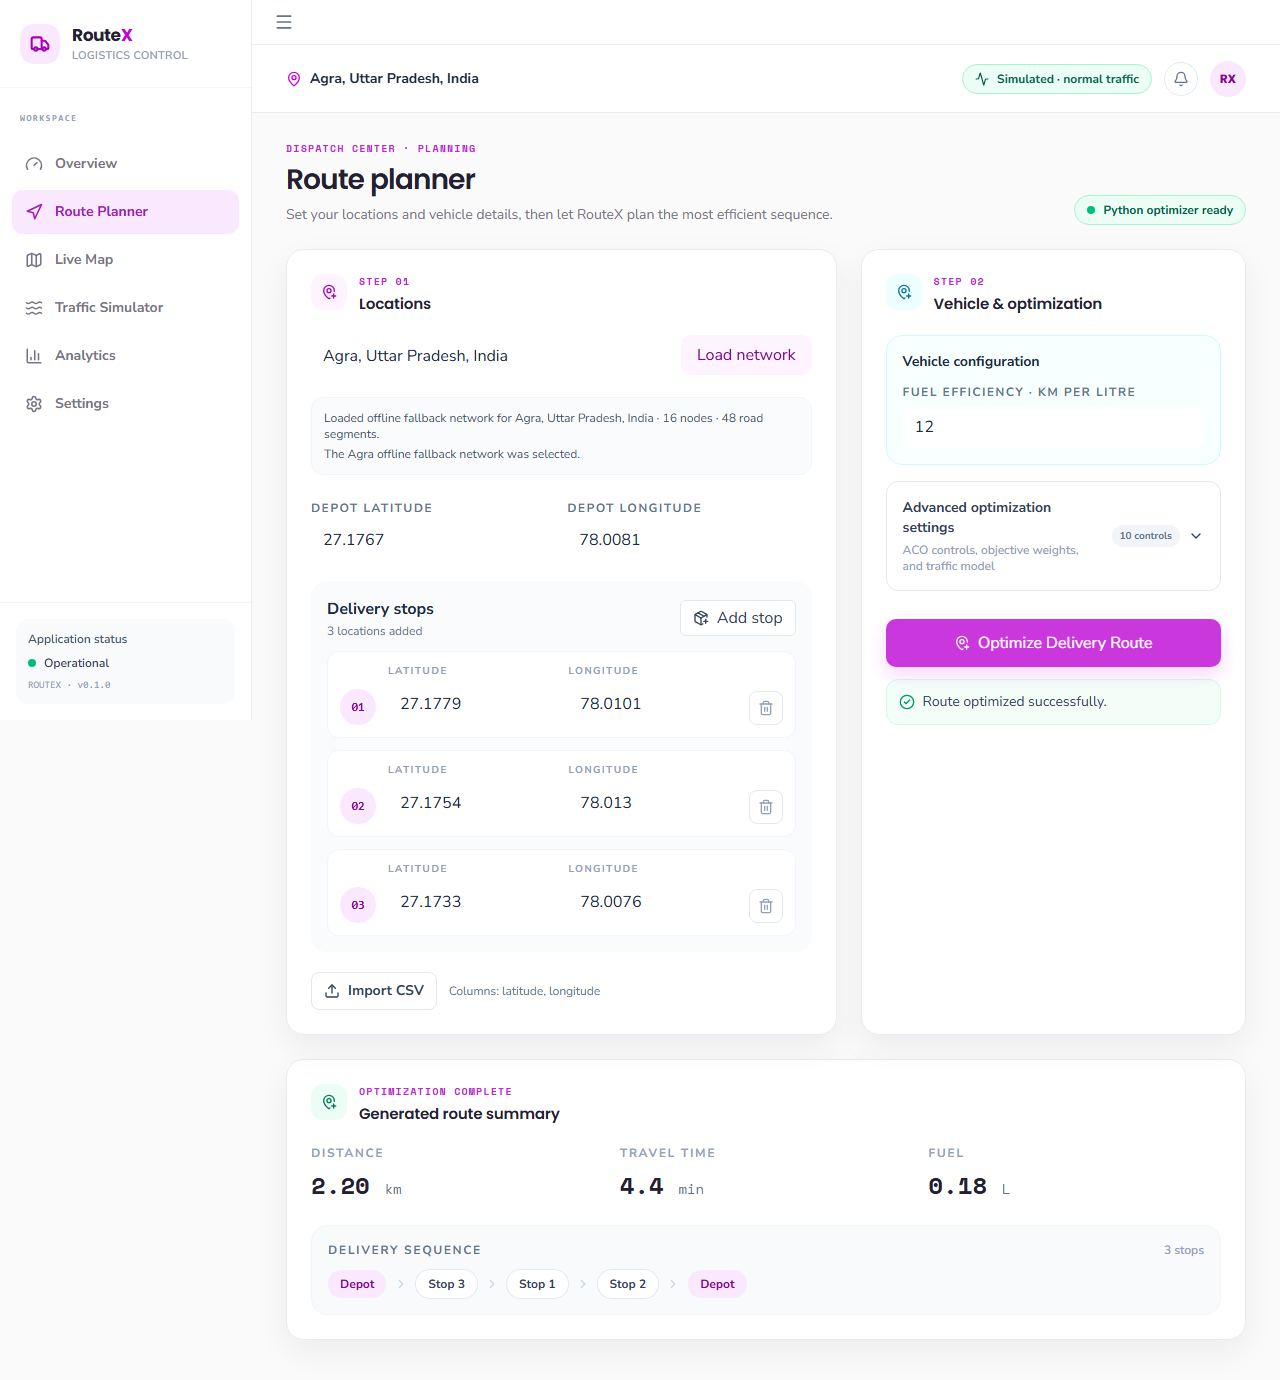 RouteX
LOGISTICS CONTROL
WORKSPACE
Overview
Route Planner
Live Map
Traffic Simulator
Analytics
Settings
Application status
Operational
ROUTEX · v0.1.0
Agra, Uttar Pradesh, India
Simulated · normal traffic
RX
DISPATCH CENTER · PLANNING
Route planner
Set your locations and vehicle details, then let RouteX plan the most efficient sequence.
Python optimizer ready
STEP 01
Locations
Agra, Uttar Pradesh, India
Load network
Loaded offline fallback network for Agra, Uttar Pradesh, India · 16 nodes · 48 road
segments.
The Agra offline fallback network was selected.
DEPOT LATITUDE
DEPOT LONGITUDE
27.1767
78.0081
Delivery stops
3 locations added
Add stop
LATITUDE
LONGITUDE
01
27.1779
78.0101
LATITUDE
LONGITUDE
02
27.1754
78.013
LATITUDE
LONGITUDE
03
27.1733
78.0076
Import CSV
Columns: latitude, longitude
STEP 02
Vehicle & optimization
Vehicle configuration
FUEL EFFICIENCY · KM PER LITRE
12
Advanced optimization
settings
ACO controls, objective weights,
and traffic model
10 controls
Optimize Delivery Route
Route optimized successfully.
OPTIMIZATION COMPLETE
Generated route summary
DISTANCE
TRAVEL TIME
FUEL
2.20 km
4.4 min
0.18 L
DELIVERY SEQUENCE
3 stops
Depot
Stop 3
Stop 1
Stop 2
Depot